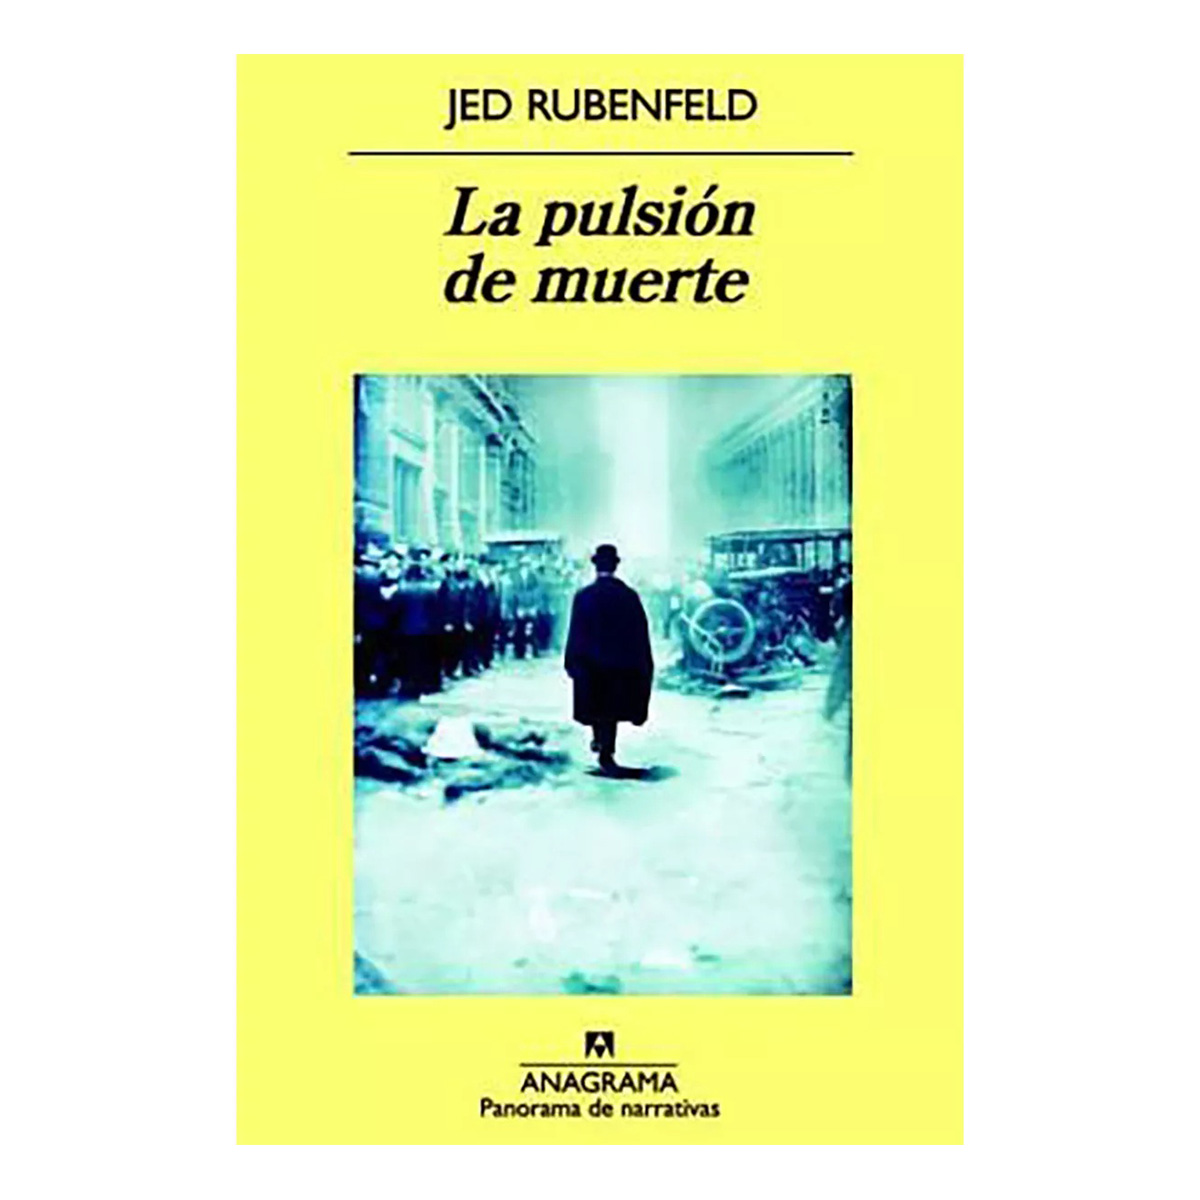 JED RUBENFELD
La pulsión
de muerte
ANAGRAMA
Panorama de narrativas